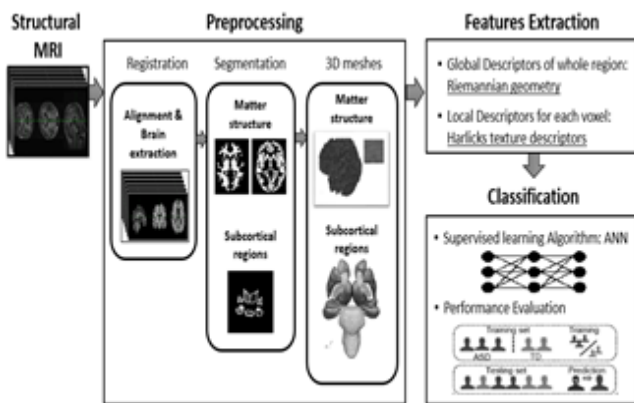 Structural
MRI
Preprocessing
Registration
Alignment &
Brain
extraction
Segmentation
Matter
structure
Subcortical
regions
3D meshes
Matter
structure
Subcortical
regions
Features Extraction
• Global Descriptors of whole region:
Riemannian geometry
• Local Descriptors for each voxel:
Harlicks texture descriptors
Classification
• Supervised learning Algorithm: ANN
• Performance Evaluation
Training set
Training
ASD
TD
Testing set
Prediction